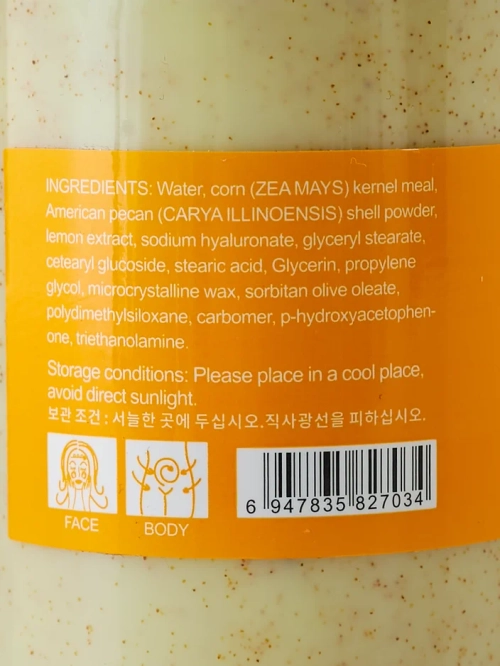 INGREDIENTS: Water, corn (ZEA MAYS) kernel meal,
American pecan (CARYA ILLINOENSIS) shell powder,
lemon extract, sodium hyaluronate, glyceryl stearate,
cetearyl glucoside, stearic acid, Glycerin, propylene
glycol, microcrystalline wax, sorbitan olive oleate,
polydimethylsiloxane, carbomer, p-hydroxyacetophen-
one, triethanolamine.
Storage conditions: Please place in a cool place,
avoid direct sunlight.
보관 조건 : 서늘한 곳에 두십시오.직사광선을 피하십시오.
FACE
BODY
6 947835 827034